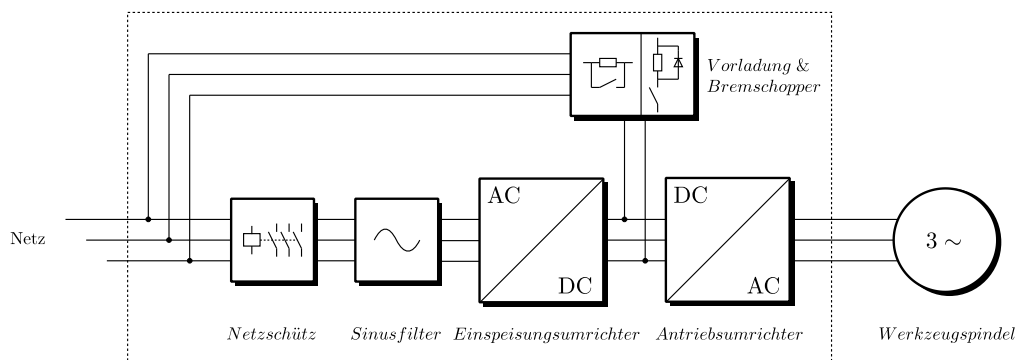 Vorladung &
Bremschopper
AC
DC
DC
AC
Netz
3 ~
Netzschütz
Sinusfilter
Einspeisungsumrichter
Antriebsumrichter
Werkzeugspindel